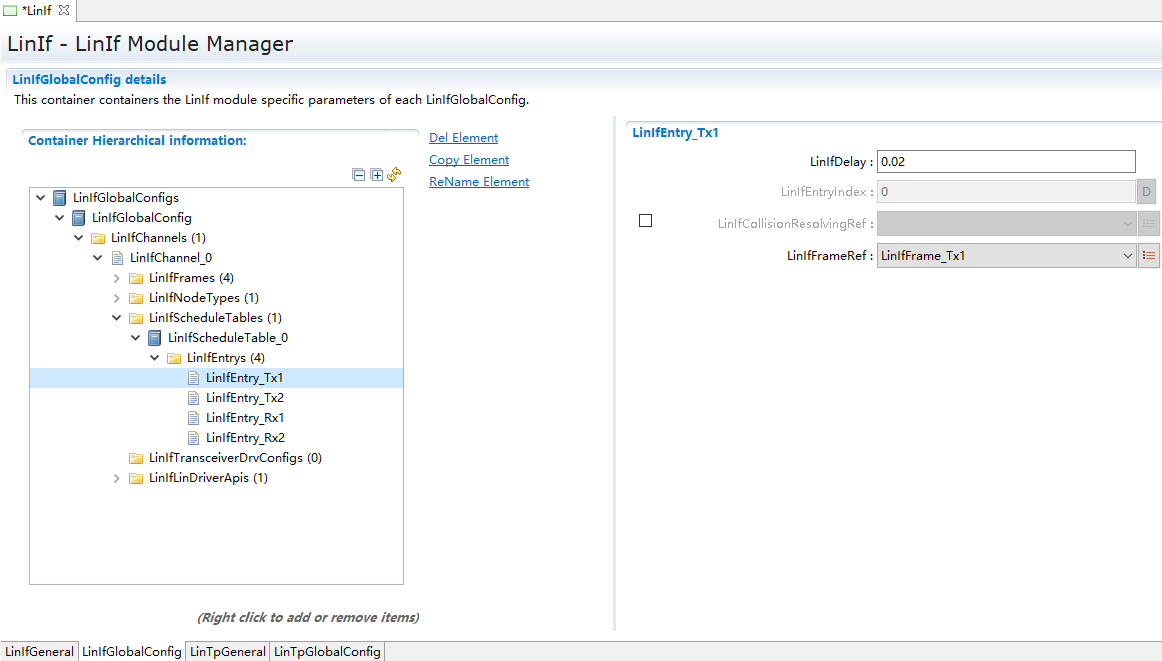 *LinIf
LinIf - LinIf Module Manager
LinIfGlobalConfig details
This container containers the LinIf module specific parameters of each LinIfGlobalConfig.
Container Hierarchical information:
Del Element
Copy Element
ReName Element
LinIfGlobalConfigs
LinIfGlobalConfig
LinIfChannels (1)
LinIfChannel_0
LinIfFrames (4)
LinIfNodeTypes (1)
LinIfScheduleTables (1)
LinIfScheduleTable_0
LinIfEntrys (4)
LinIfEntry_Tx1
LinIfEntry_Tx2
LinIfEntry_Rx1
LinIfEntry_Rx2
LinIfTransceiverDrvConfigs (0)
LinIfLinDriverApis (1)
(Right click to add or remove items)
LinIfEntry_Tx1
LinIfDelay : 0.02
LinIfEntryIndex : 0 D
LinIfCollisionResolvingRef :
LinIfFrameRef : LinIfFrame_Tx1
LinIfGeneral LinIfGlobalConfig LinTpGeneral LinTpGlobalConfig